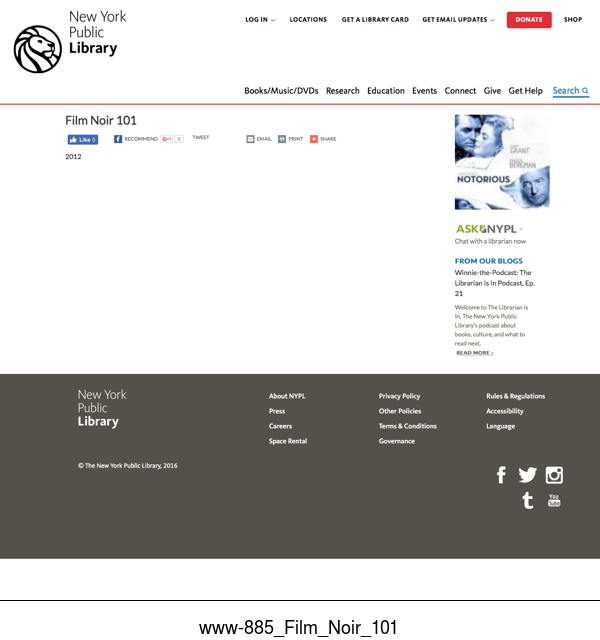 New York
Public
Library
LOG IN
LOCATIONS
GET A LIBRARY CARD
GET EMAIL UPDATES
DONATE
SHOP
Books/Music/DVDs
Research
Education
Events
Connect
Give
Get Help
Search
Film Noir 101
Like 0
RECOMMEND
G+1
0
TWEET
EMAIL
PRINT
SHARE
2012
GRANT
BERGMAN
NOTORIOUS
ASKNYPL >
Chat with a librarian now
FROM OUR BLOGS
Winnie-the-Podcast: The
Librarian Is In Podcast, Ep.
21
Welcome to The Librarian Is
In, The New York Public
Library's podcast about
books, culture, and what to
read next.
READ MORE ›
New York
Public
Library
About NYPL
Press
Careers
Space Rental
Privacy Policy
Other Policies
Terms & Conditions
Governance
Rules & Regulations
Accessibility
Language
© The New York Public Library, 2016
You
Tube
www-885_Film_Noir_101